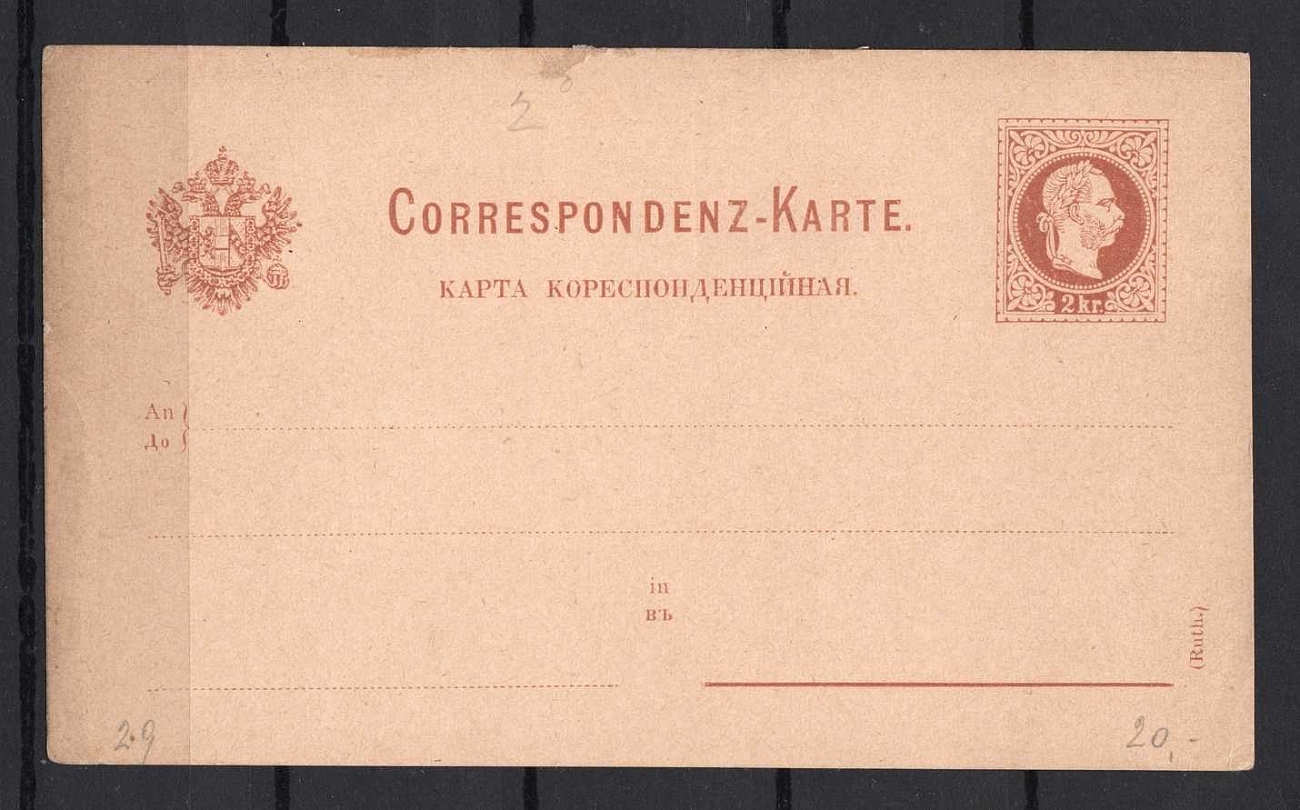 2
CORRESPONDENZ-KARTE.
КАРТА КОРЕСПОНДЕНЦІЙНАЯ.
2 kr.
An
До
in
въ
(Ruth.)
29
20,-